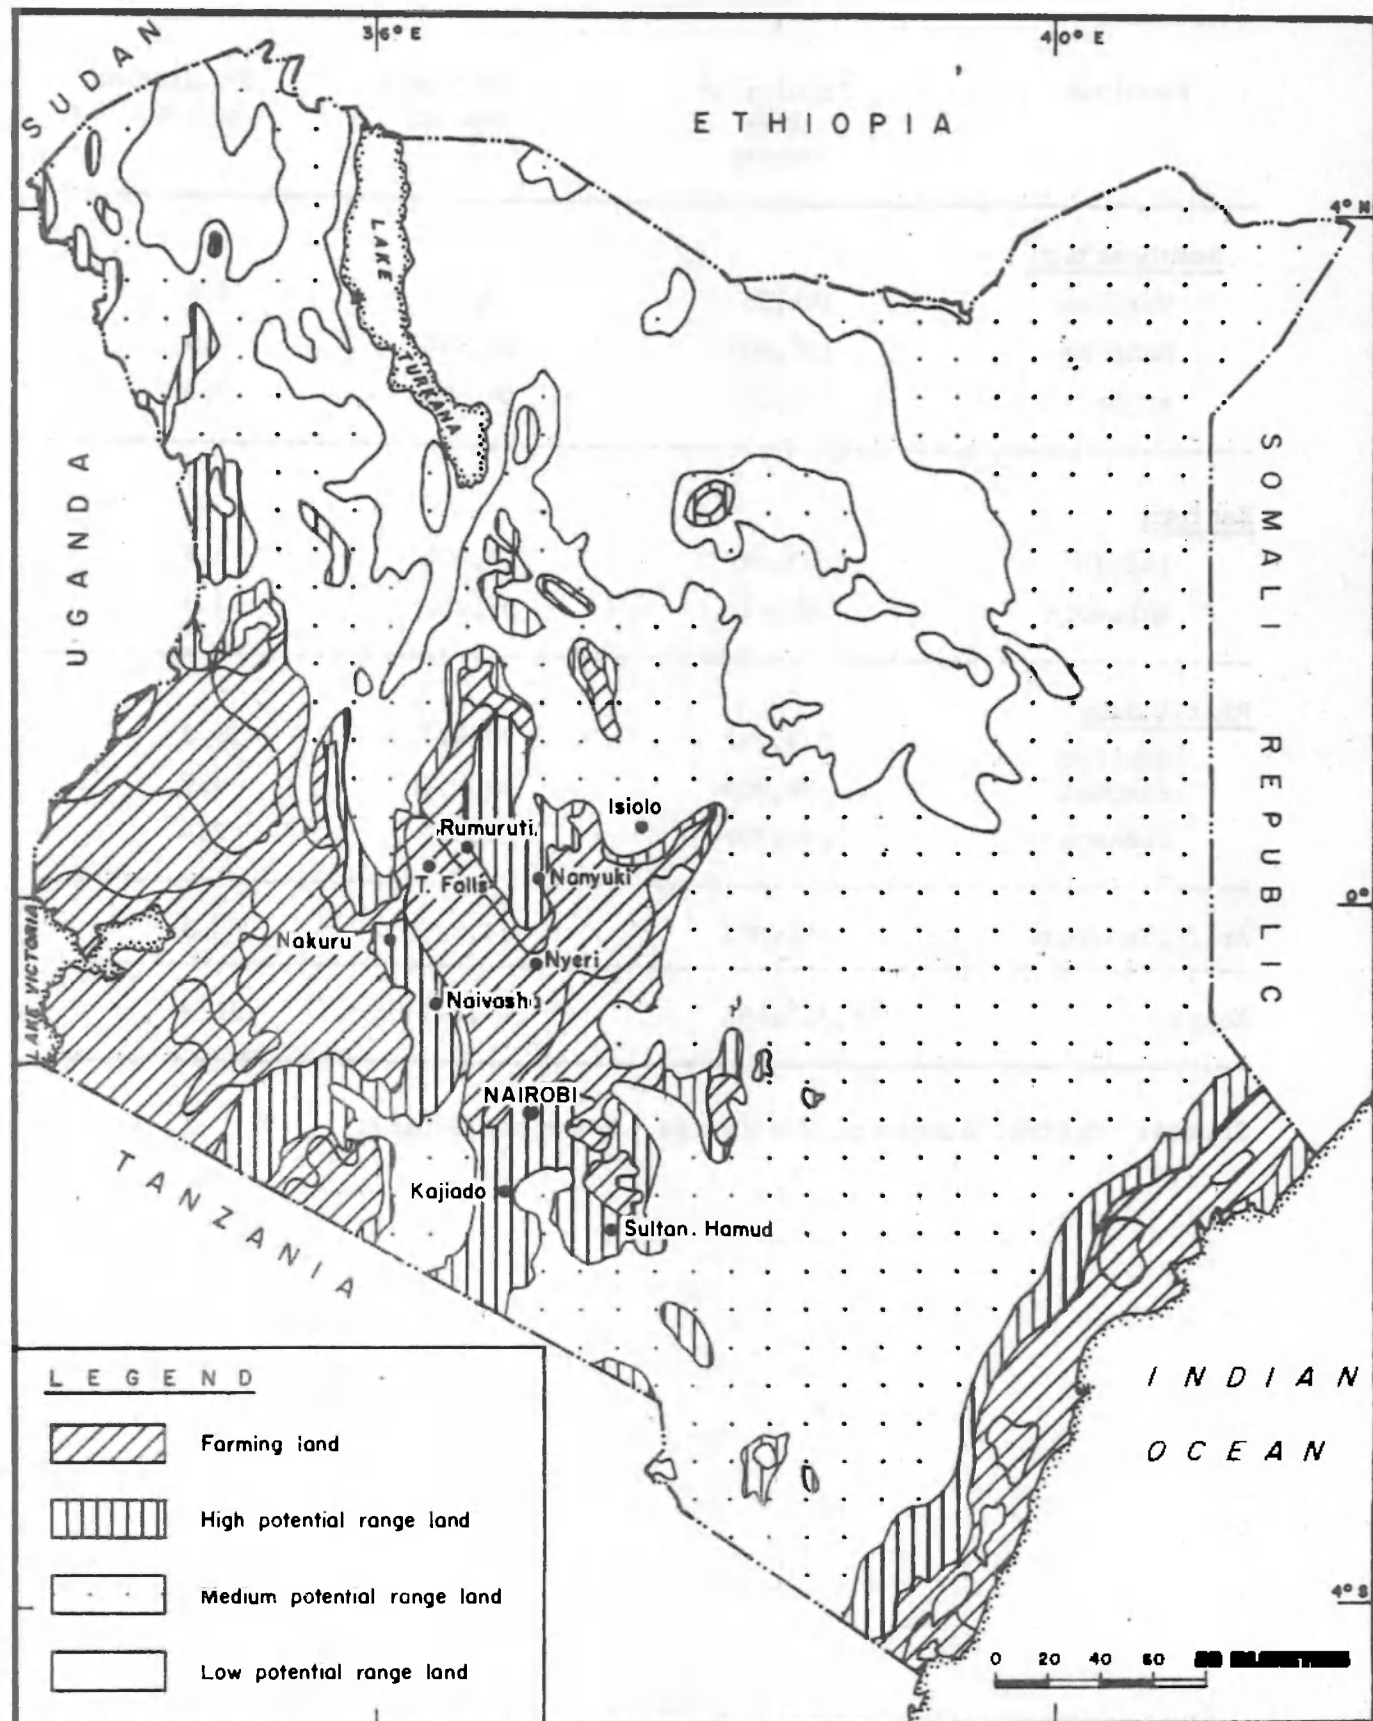 36° E
40° E
SUDAN
ETHIOPIA
4° N
LAKE
TURKANA
UGANDA
SOMALI REPUBLIC
Isiolo
Rumuruti
T. Falls
Nanyuki
0°
LAKE VICTORIA
Nakuru
Nyeri
Naivash
NAIROBI
TANZANIA
Kajiado
Sultan. Hamud
INDIAN
OCEAN
LEGEND
Farming land
High potential range land
Medium potential range land
Low potential range land
4° S
0 20 40 60